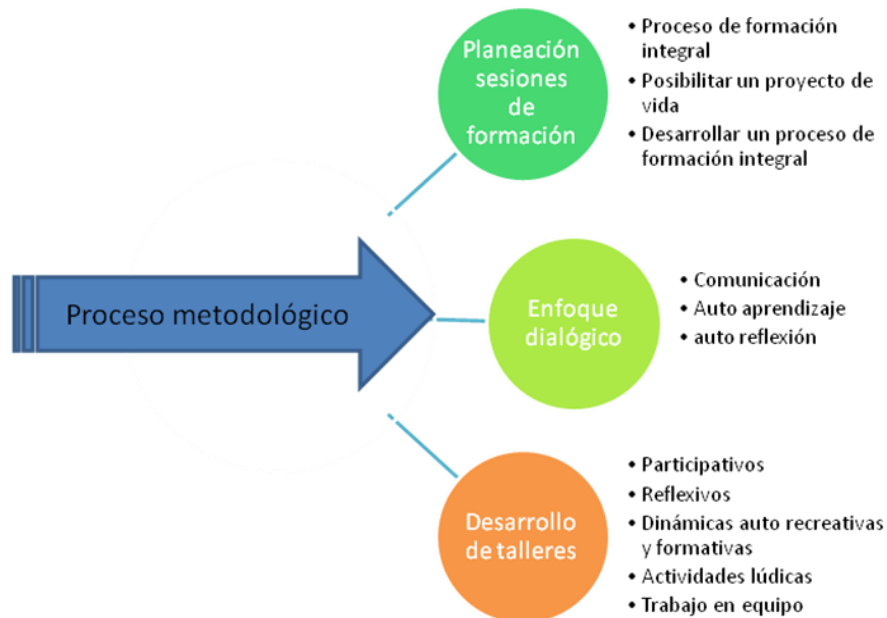 Proceso metodológico
Planeación
sesiones
de
formación
• Proceso de formación
integral
• Posibilitar un proyecto de
vida
• Desarrollar un proceso de
formación integral
Enfoque
dialógico
• Comunicación
• Auto aprendizaje
• auto reflexión
Desarrollo
de talleres
• Participativos
• Reflexivos
• Dinámicas auto recreativas
y formativas
• Actividades lúdicas
• Trabajo en equipo